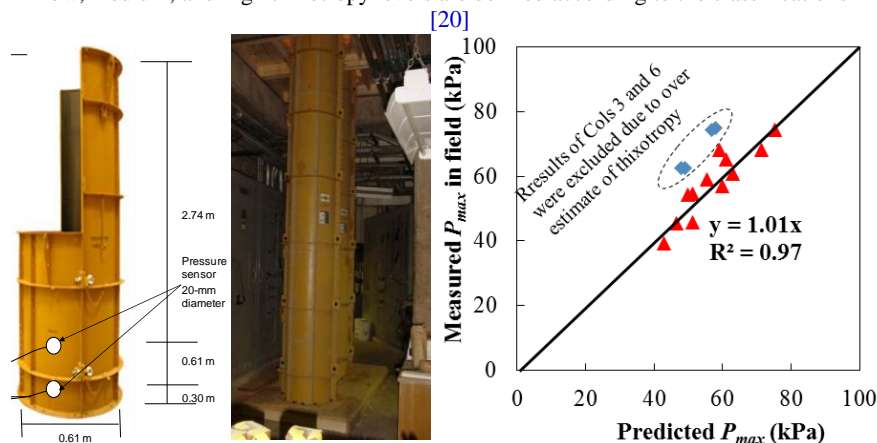 [20]
2.74 m
Pressure
sensor
20-mm
diameter
0.61 m
0.30 m
0.61 m
Measured Pmax in field (kPa)
100
80
60
40
20
0
Rresults of Cols 3 and 6
were excluded due to over
estimate of thixotropy
y = 1.01x
R² = 0.97
0 20 40 60 80 100
Predicted Pmax (kPa)